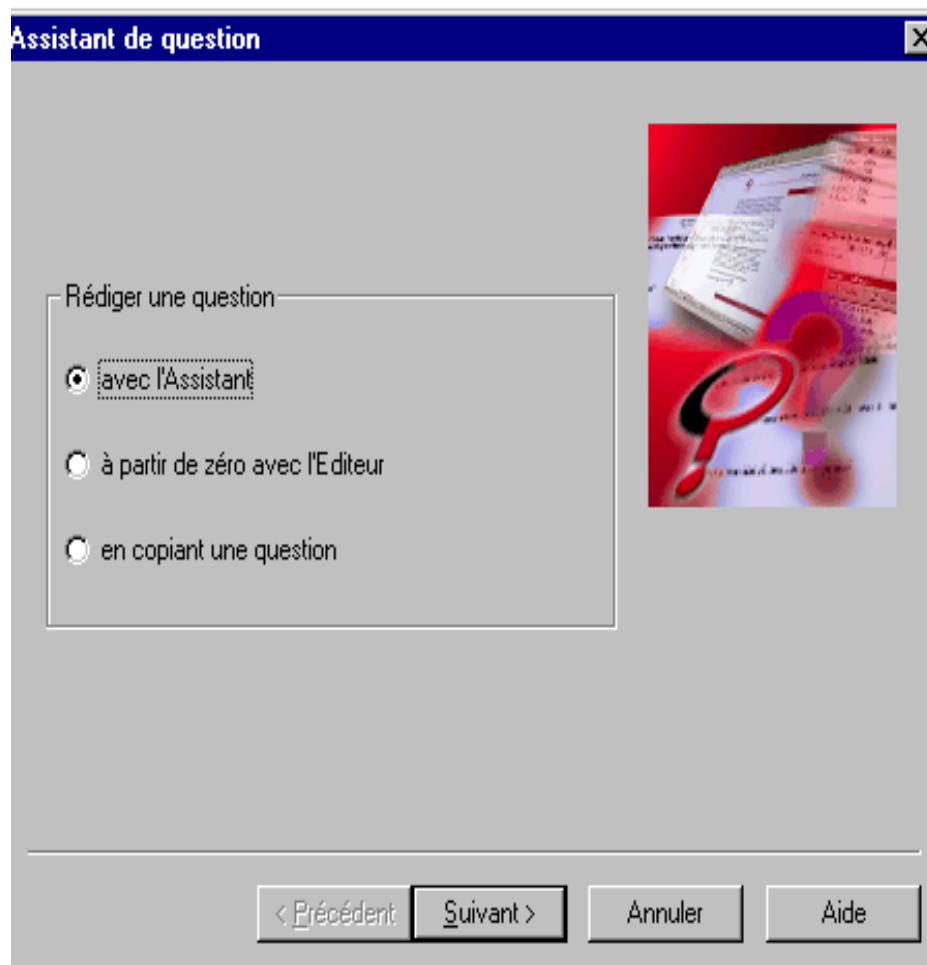 Assistant de question
Rédiger une question
avec l'Assistant
à partir de zéro avec l'Editeur
en copiant une question
< Précédent
Suivant >
Annuler
Aide